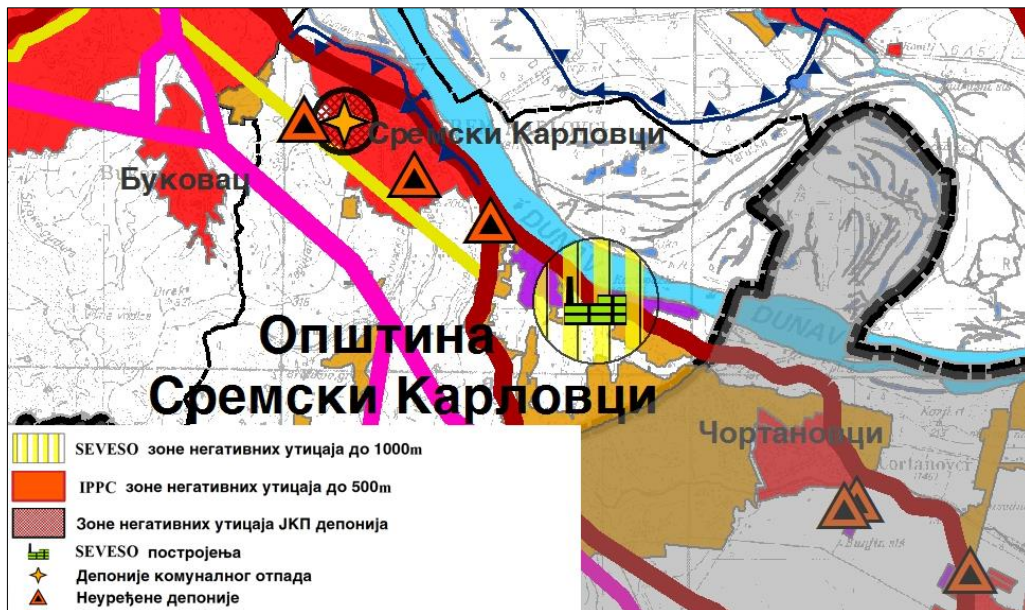 Сремски Карловци
Буковац
DUNAV
Општина
Сремски Карловци
DUNAV
Чортановци
SEVESO зоне негативних утицаја до 1000m
IPPC зоне негативних утицаја до 500m
Зоне негативних утицаја ЈКП депонија
SEVESO постројења
Депоније комуналног отпада
Неуређене депоније